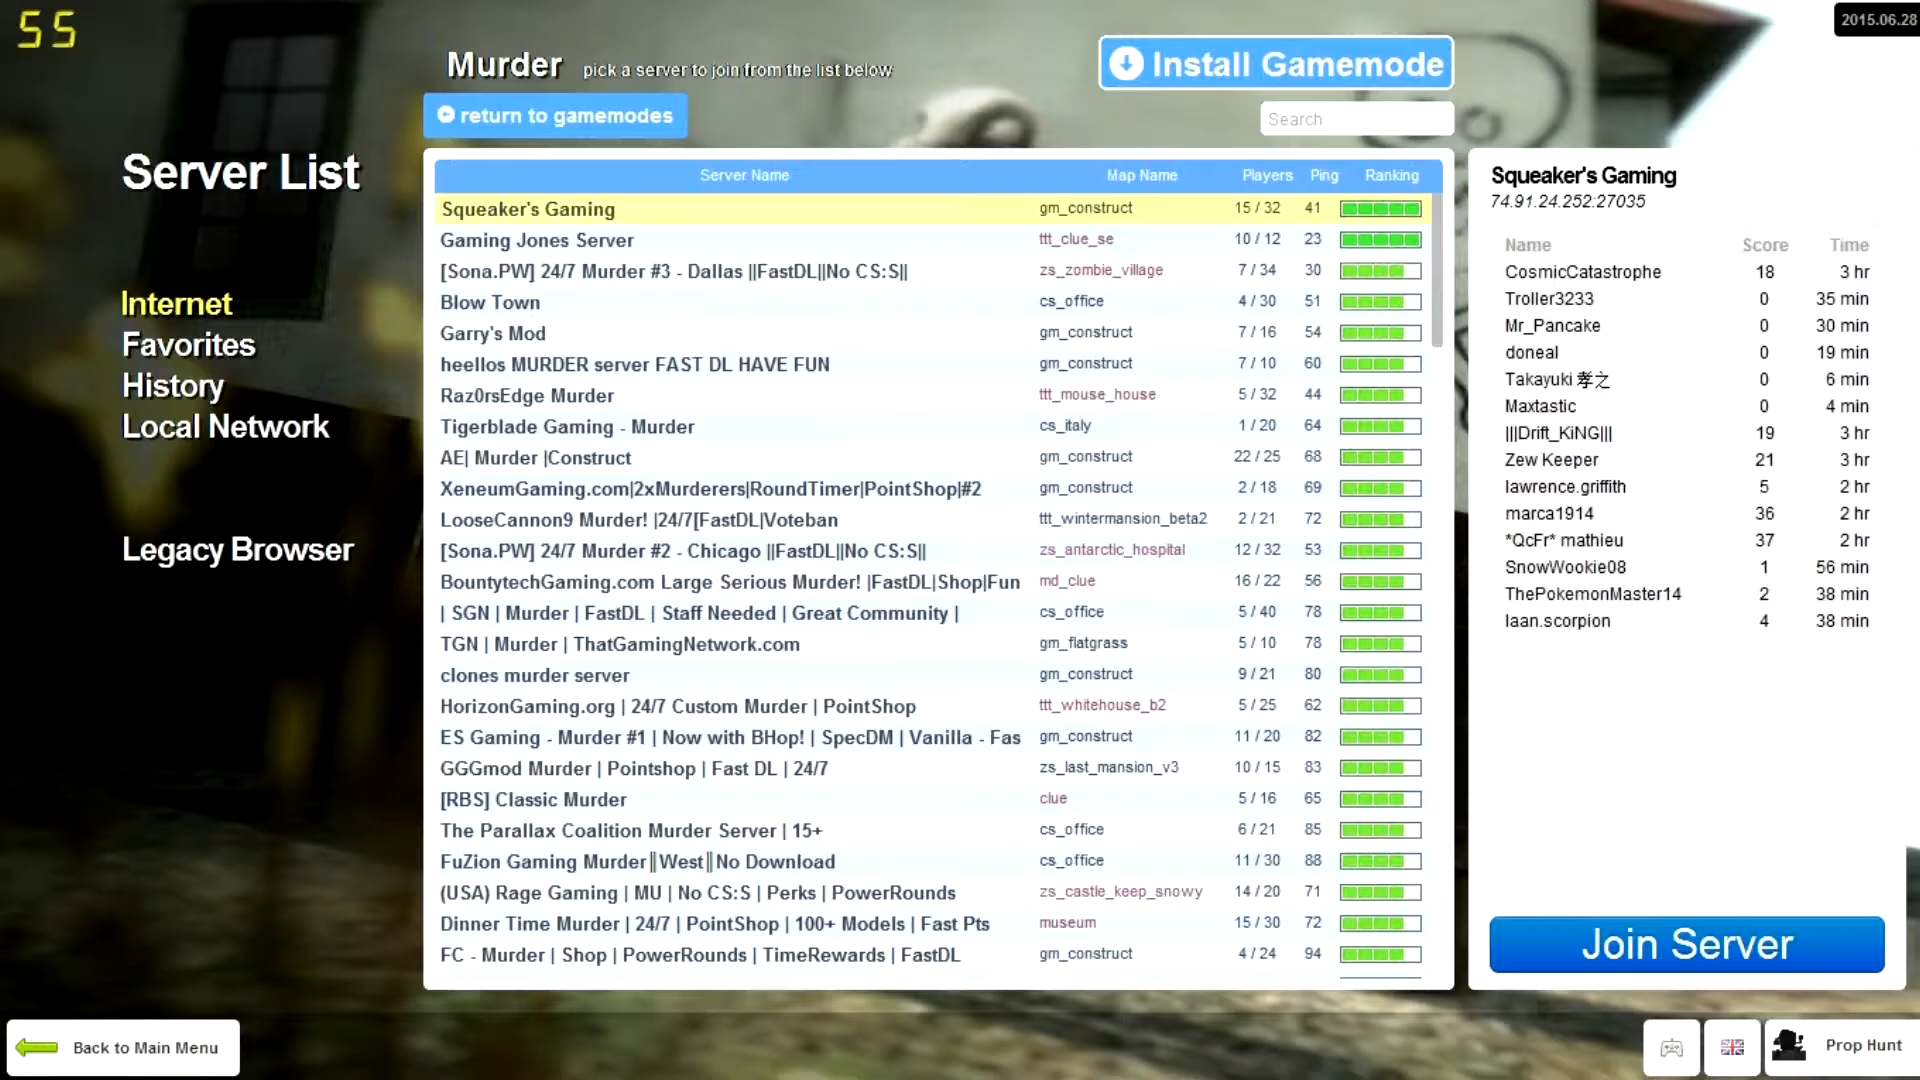 55
2015.06.28
Murder pick a server to join from the list below
Install Gamemode
return to gamemodes
Search
Server List
Internet
Favorites
History
Local Network
Legacy Browser
Server Name Map Name Players Ping Ranking
Squeaker's Gaming gm_construct 15 / 32 41
Gaming Jones Server ttt_clue_se 10 / 12 23
[Sona.PW] 24/7 Murder #3 - Dallas ||FastDL||No CS:S|| zs_zombie_village 7 / 34 30
Blow Town cs_office 4 / 30 51
Garry's Mod gm_construct 7 / 16 54
heellos MURDER server FAST DL HAVE FUN gm_construct 7 / 10 60
Raz0rsEdge Murder ttt_mouse_house 5 / 32 44
Tigerblade Gaming - Murder cs_italy 1 / 20 64
AE| Murder |Construct gm_construct 22 / 25 68
XeneumGaming.com|2xMurderers|RoundTimer|PointShop|#2 gm_construct 2 / 18 69
LooseCannon9 Murder! |24/7[FastDL|Voteban ttt_wintermansion_beta2 2 / 21 72
[Sona.PW] 24/7 Murder #2 - Chicago ||FastDL||No CS:S|| zs_antarctic_hospital 12 / 32 53
BountytechGaming.com Large Serious Murder! |FastDL|Shop|Fun md_clue 16 / 22 56
| SGN | Murder | FastDL | Staff Needed | Great Community | cs_office 5 / 40 78
TGN | Murder | ThatGamingNetwork.com gm_flatgrass 5 / 10 78
clones murder server gm_construct 9 / 21 80
HorizonGaming.org | 24/7 Custom Murder | PointShop ttt_whitehouse_b2 5 / 25 62
ES Gaming - Murder #1 | Now with BHop! | SpecDM | Vanilla - Fas gm_construct 11 / 20 82
GGGmod Murder | Pointshop | Fast DL | 24/7 zs_last_mansion_v3 10 / 15 83
[RBS] Classic Murder clue 5 / 16 65
The Parallax Coalition Murder Server | 15+ cs_office 6 / 21 85
FuZion Gaming Murder║West║No Download cs_office 11 / 30 88
(USA) Rage Gaming | MU | No CS:S | Perks | PowerRounds zs_castle_keep_snowy 14 / 20 71
Dinner Time Murder | 24/7 | PointShop | 100+ Models | Fast Pts museum 15 / 30 72
FC - Murder | Shop | PowerRounds | TimeRewards | FastDL gm_construct 4 / 24 94
Squeaker's Gaming
74.91.24.252:27035
Name Score Time
CosmicCatastrophe 18 3 hr
Troller3233 0 35 min
Mr_Pancake 0 30 min
doneal 0 19 min
Takayuki 孝之 0 6 min
Maxtastic 0 4 min
|||Drift_KiNG||| 19 3 hr
Zew Keeper 21 3 hr
lawrence.griffith 5 2 hr
marca1914 36 2 hr
*QcFr* mathieu 37 2 hr
SnowWookie08 1 56 min
ThePokemonMaster14 2 38 min
laan.scorpion 4 38 min
Join Server
Back to Main Menu
Prop Hunt